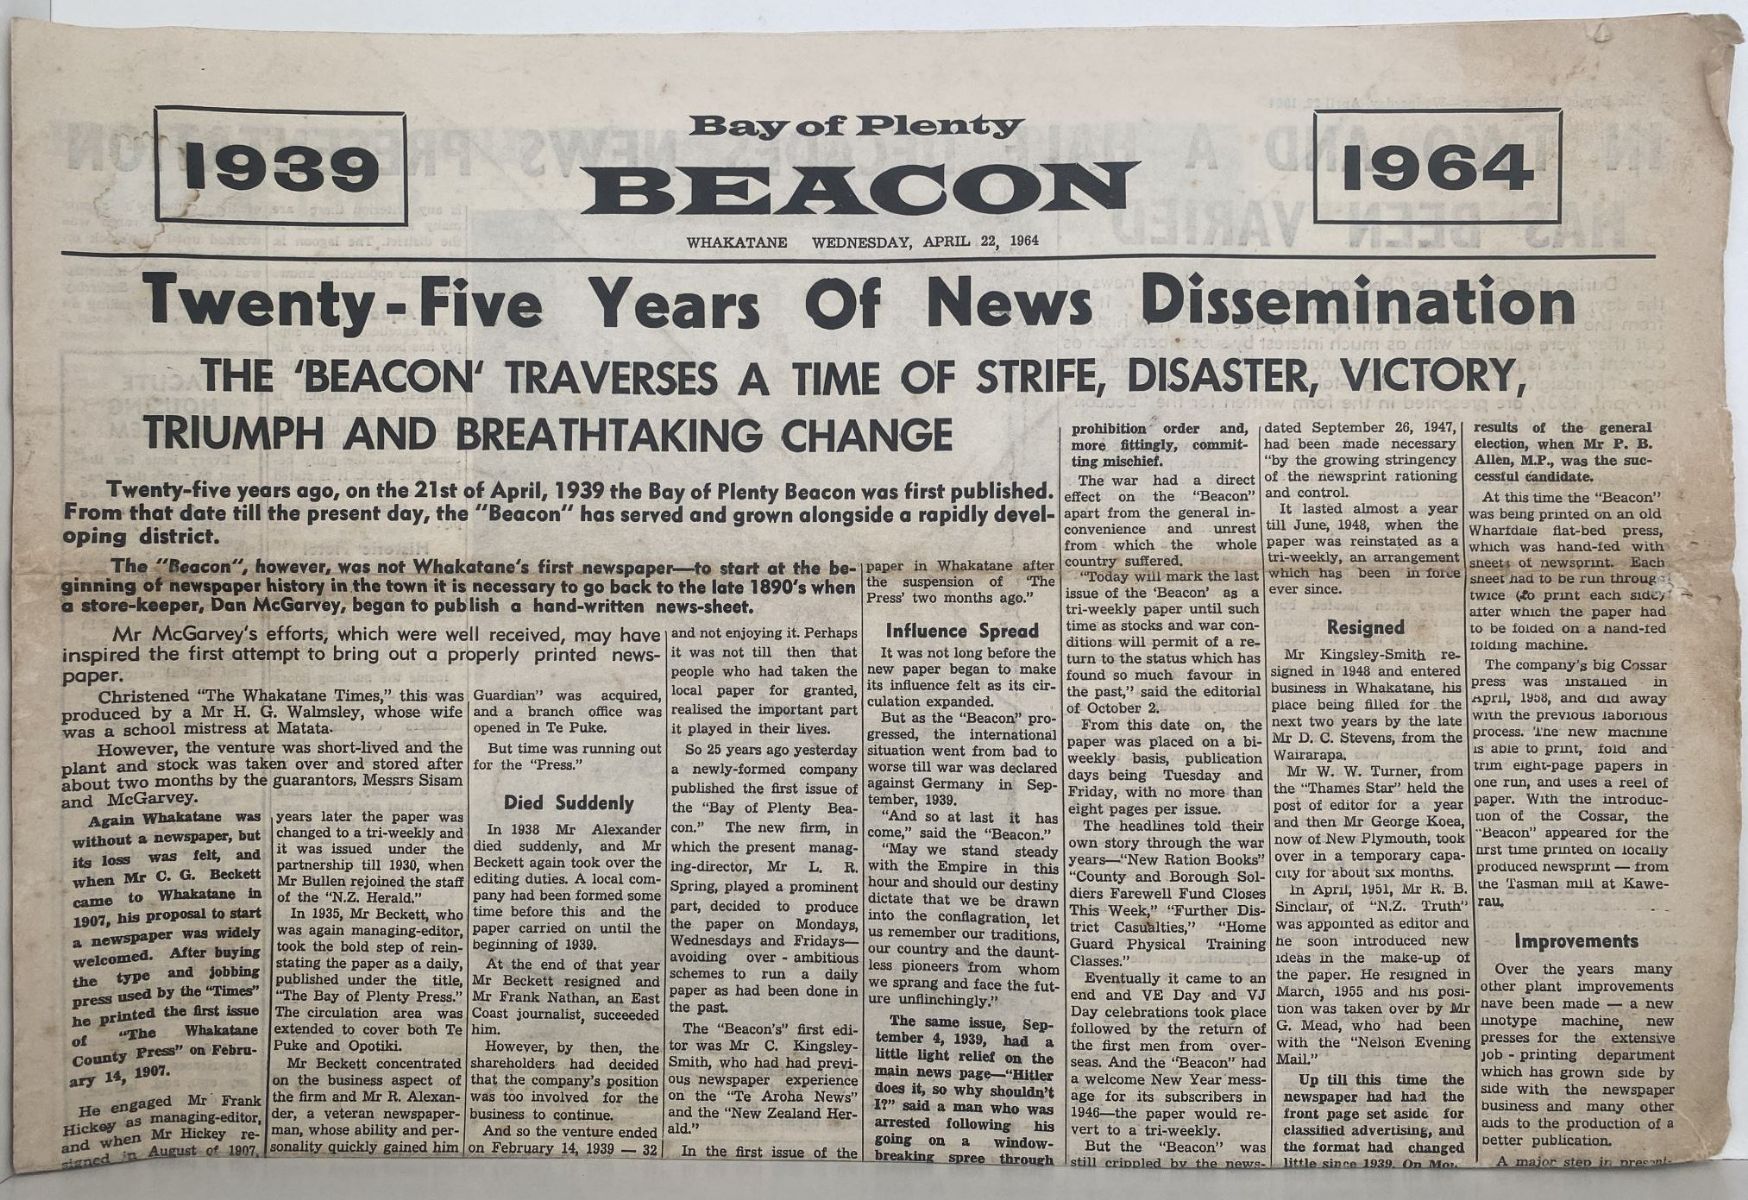 1939
Bay of Plenty
BEACON
1964
WHAKATANE WEDNESDAY, APRIL 22, 1964
Twenty-Five Years Of News Dissemination
THE 'BEACON' TRAVERSES A TIME OF STRIFE, DISASTER, VICTORY,
TRIUMPH AND BREATHTAKING CHANGE
Twenty-five years ago, on the 21st of April, 1939 the Bay of Plenty Beacon was first published.
From that date till the present day, the "Beacon" has served and grown alongside a rapidly devel-
oping district.
The "Beacon", however, was not Whakatane's first newspaper—to start at the be-
ginning of newspaper history in the town it is necessary to go back to the late 1890's when
a store-keeper, Dan McGarvey, began to publish a hand-written news-sheet.
Mr McGarvey's efforts, which were well received, may have
inspired the first attempt to bring out a properly printed news-
paper.
Christened "The Whakatane Times," this was
produced by a Mr H. G. Walmsley, whose wife
was a school mistress at Matata.
However, the venture was short-lived and the
plant and stock was taken over and stored after
about two months by the guarantors, Messrs Sisam
and McGarvey.
Again Whakatane was
without a newspaper, but
its loss was felt, and
when Mr C. G. Beckett
came to Whakatane in
1907, his proposal to start
a newspaper was widely
welcomed. After buying
the type and jobbing
press used by the "Times"
he printed the first issue
of "The Whakatane
County Press" on Febru-
ary 14, 1907.
He engaged Mr Frank
Hickey as managing-editor,
and when Mr Hickey re-
signed in August of 1907,
years later the paper was
changed to a tri-weekly and
it was issued under the
partnership till 1930, when
Mr Bullen rejoined the staff
of the "N.Z. Herald."
In 1935, Mr Beckett, who
was again managing-editor,
took the bold step of rein-
stating the paper as a daily,
published under the title,
"The Bay of Plenty Press."
The circulation area was
extended to cover both Te
Puke and Opotiki.
Mr Beckett concentrated
on the business aspect of
the firm and Mr R. Alexan-
der, a veteran newspaper-
man, whose ability and per-
sonality quickly gained him
Guardian" was acquired,
and a branch office was
opened in Te Puke.
But time was running out
for the "Press."
Died Suddenly
In 1938 Mr Alexander
died suddenly, and Mr
Beckett again took over the
editing duties. A local com-
pany had been formed some
time before this and the
paper carried on until the
beginning of 1939.
At the end of that year
Mr Beckett resigned and
Mr Frank Nathan, an East
Coast journalist, succeeded
him.
However, by then, the
shareholders had decided
that the company's position
was too involved for the
business to continue.
And so the venture ended
on February 14, 1939 — 32
and not enjoying it. Perhaps
it was not till then that
people who had taken the
local paper for granted,
realised the important part
it played in their lives.
So 25 years ago yesterday
a newly-formed company
published the first issue of
the "Bay of Plenty Bea-
con." The new firm, in
which the present manag-
ing-director, Mr L. R.
Spring, played a prominent
part, decided to produce
the paper on Mondays,
Wednesdays and Fridays—
avoiding over-ambitious
schemes to run a daily
paper as had been done in
the past.
The "Beacon's" first edi-
tor was Mr C. Kingsley-
Smith, who had had previ-
ous newspaper experience
on the "Te Aroha News"
and the "New Zealand Her-
ald."
In the first issue of the
paper in Whakatane after
the suspension of 'The
Press' two months ago."
Influence Spread
It was not long before the
new paper began to make
its influence felt as its cir-
culation expanded.
But as the "Beacon" pro-
gressed, the international
situation went from bad to
worse till war was declared
against Germany in Sep-
tember, 1939.
"And so at last it has
come," said the "Beacon."
"May we stand steady
with the Empire in this
hour and should our destiny
dictate that we be drawn
into the conflagration, let
us remember our traditions,
our country and the daunt-
less pioneers from whom
we sprang and face the fut-
ure unflinchingly."
The same issue, Sep-
tember 4, 1939, had a
little light relief on the
main news page—"Hitler
does it, so why shouldn't
I?" said a man who was
arrested following his
going on a window-
breaking spree through
prohibition order and,
more fittingly, commit-
ting mischief.
The war had a direct
effect on the "Beacon"
apart from the general in-
convenience and unrest
from which the whole
country suffered.
"Today will mark the last
issue of the 'Beacon' as a
tri-weekly paper until such
time as stocks and war con-
ditions will permit of a re-
turn to the status which has
found so much favour in
the past," said the editorial
of October 2.
From this date on, the
paper was placed on a bi-
weekly basis, publication
days being Tuesday and
Friday, with no more than
eight pages per issue.
The headlines told their
own story through the war
years—"New Ration Books"
"County and Borough Sol-
diers Farewell Fund Closes
This Week," "Further Dis-
trict Casualties," "Home
Guard Physical Training
Classes."
Eventually it came to an
end and VE Day and VJ
Day celebrations took place
followed by the return of
the first men from over-
seas. And the "Beacon" had
a welcome New Year mess-
age for its subscribers in
1946—the paper would re-
vert to a tri-weekly.
But the "Beacon" was
still crippled by the news-
dated September 26, 1947,
had been made necessary
"by the growing stringency
of the newsprint rationing
and control.
It lasted almost a year
till June, 1948, when the
paper was reinstated as a
tri-weekly, an arrangement
which has been in force
ever since.
Resigned
Mr Kingsley-Smith re-
signed in 1948 and entered
business in Whakatane, his
place being filled for the
next two years by the late
Mr D. C. Stevens, from the
Wairarapa.
Mr W. W. Turner, from
the "Thames Star" held the
post of editor for a year
and then Mr George Koea,
now of New Plymouth, took
over in a temporary capa-
city for about six months.
In April, 1951, Mr R. B.
Sinclair, of "N.Z. Truth"
was appointed as editor and
he soon introduced new
ideas in the make-up of
the paper. He resigned in
March, 1955 and his posi-
tion was taken over by Mr
G. Mead, who had been
with the "Nelson Evening
Mail."
Up till this time the
newspaper had had the
front page set aside for
classified advertising, and
the format had changed
little since 1939. On Mon-
results of the general
election, when Mr P. B.
Allen, M.P., was the suc-
cessful candidate.
At this time the "Beacon"
was being printed on an old
Wharfdale flat-bed press,
which was hand-fed with
sheets of newsprint. Each
sheet had to be run through
twice (to print each side)
after which the paper had
to be folded on a hand-fed
folding machine.
The company's big Cossar
press was installed in
April, 1958, and did away
with the previous laborious
process. The new machine
is able to print, fold and
trim eight-page papers in
one run, and uses a reel of
paper. With the introduc-
tion of the Cossar, the
"Beacon" appeared for the
first time printed on locally
produced newsprint — from
the Tasman mill at Kawe-
rau.
Improvements
Over the years many
other plant improvements
have been made — a new
linotype machine, new
presses for the extensive
job-printing department
which has grown side by
side with the newspaper
business and many other
aids to the production of a
better publication.
A major step in present-